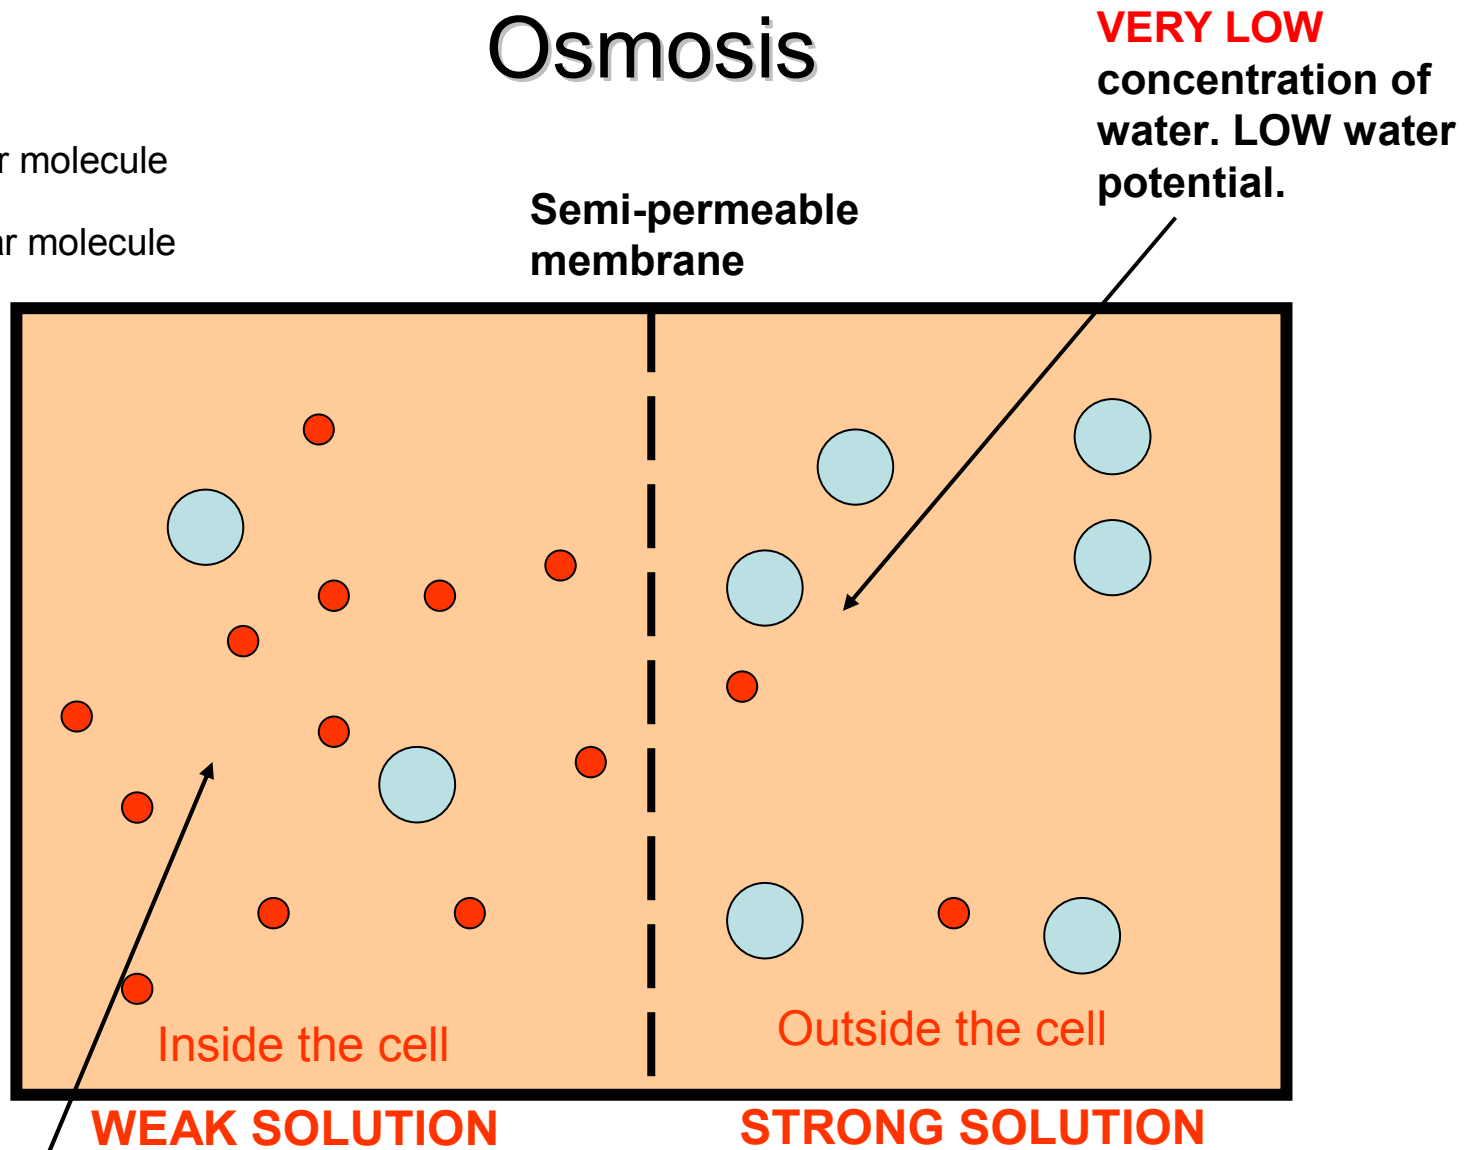 Osmosis
VERY LOW
concentration of
water. LOW water
potential.
molecule
molecule
Semi-permeable
membrane
Inside the cell
Outside the cell
WEAK SOLUTION
STRONG SOLUTION